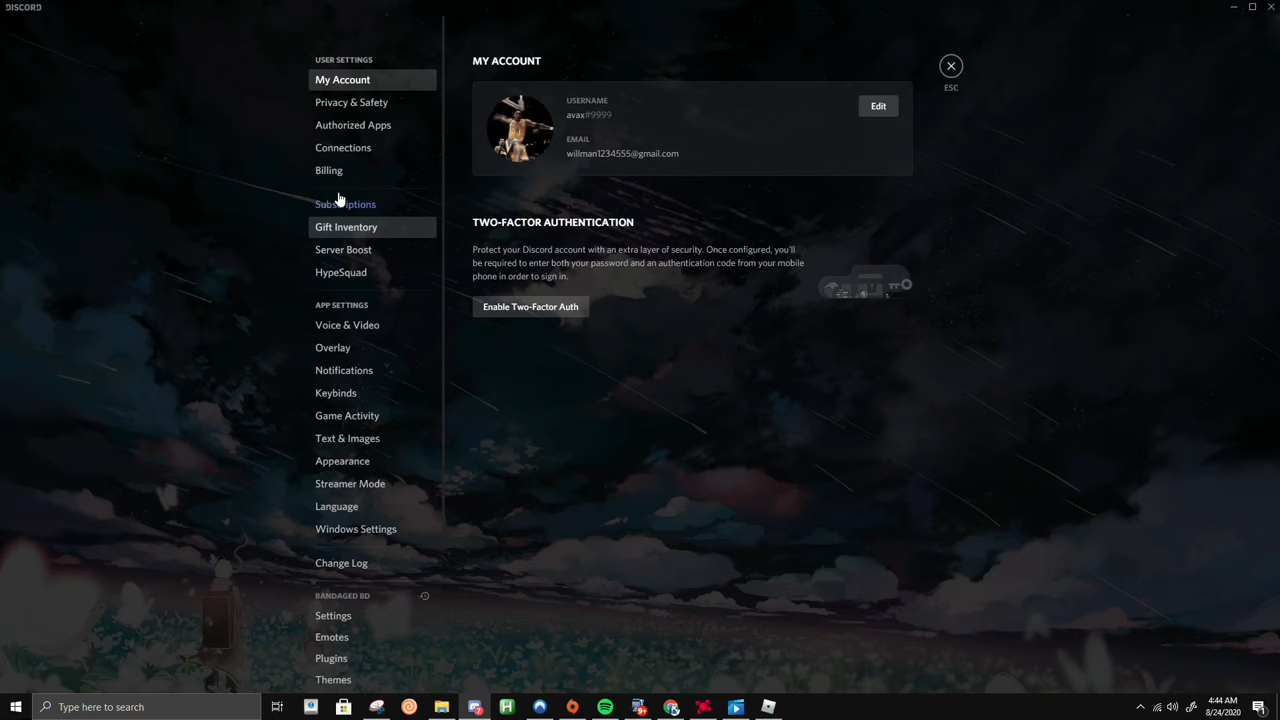 DISCORD
USER SETTINGS
My Account
Privacy & Safety
Authorized Apps
Connections
Billing
Subscriptions
Gift Inventory
Server Boost
HypeSquad
APP SETTINGS
Voice & Video
Overlay
Notifications
Keybinds
Game Activity
Text & Images
Appearance
Streamer Mode
Language
Windows Settings
Change Log
BANDAGED BD
Settings
Emotes
Plugins
Themes
MY ACCOUNT
USERNAME
avax#9999
Edit
EMAIL
willman1234555@gmail.com
ESC
TWO-FACTOR AUTHENTICATION
Protect your Discord account with an extra layer of security. Once configured, you'll
be required to enter both your password and an authentication code from your mobile
phone in order to sign in.
Enable Two-Factor Auth
Type here to search
4:44 AM
8/24/2020